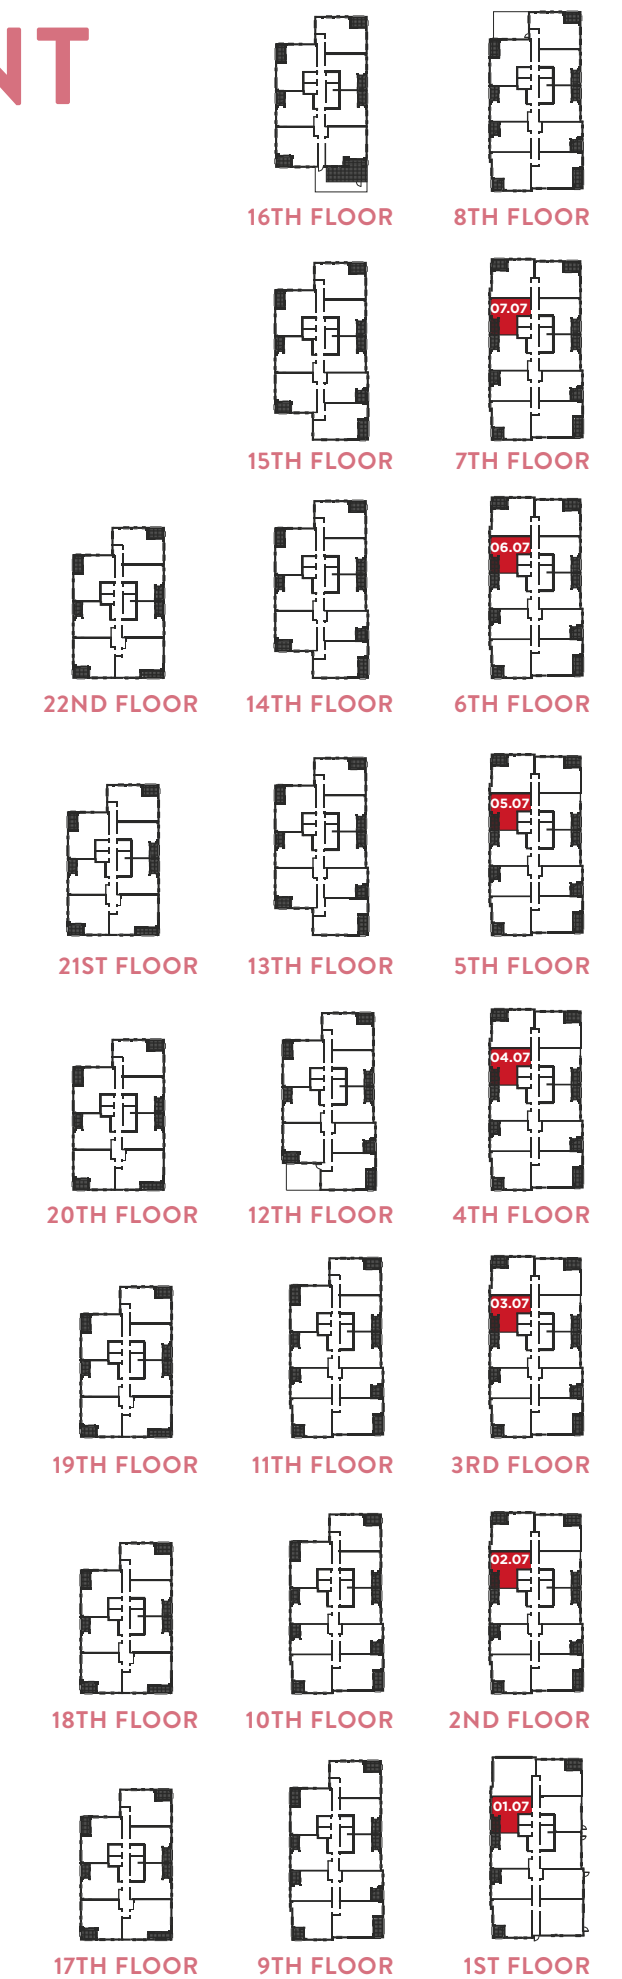 NT
16TH FLOOR
8TH FLOOR
07.07
15TH FLOOR
7TH FLOOR
06.07
22ND FLOOR
14TH FLOOR
6TH FLOOR
05.07
21ST FLOOR
13TH FLOOR
5TH FLOOR
04.07
20TH FLOOR
12TH FLOOR
4TH FLOOR
03.07
19TH FLOOR
11TH FLOOR
3RD FLOOR
02.07
18TH FLOOR
10TH FLOOR
2ND FLOOR
01.07
17TH FLOOR
9TH FLOOR
1ST FLOOR